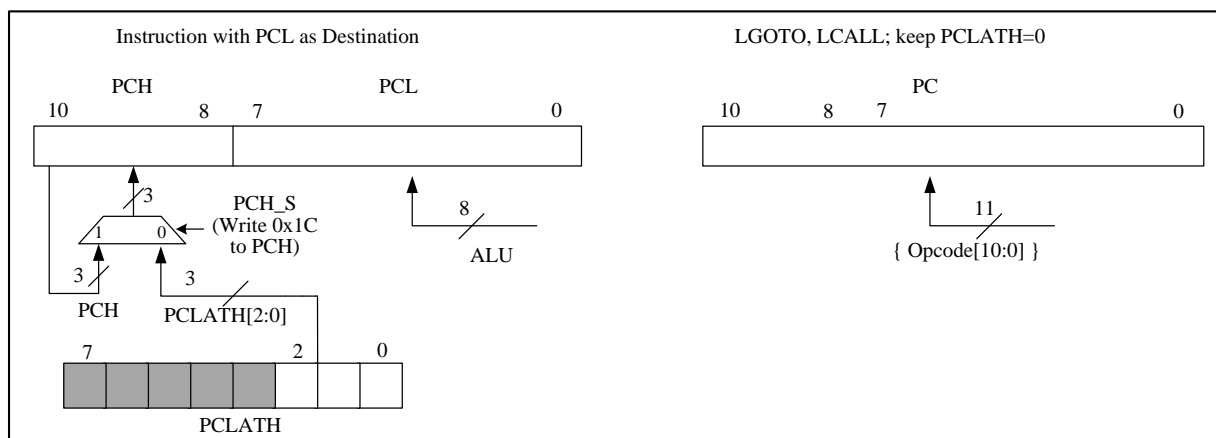 Instruction with PCL as Destination
PCH
PCL
10
8
7
0
3
PCH_S
(Write 0x1C
to PCH)
1
0
8
ALU
3
3
PCH
PCLATH[2:0]
7
2
0
PCLATH
LGOTO, LCALL; keep PCLATH=0
PC
10
8
7
0
11
{ Opcode[10:0] }